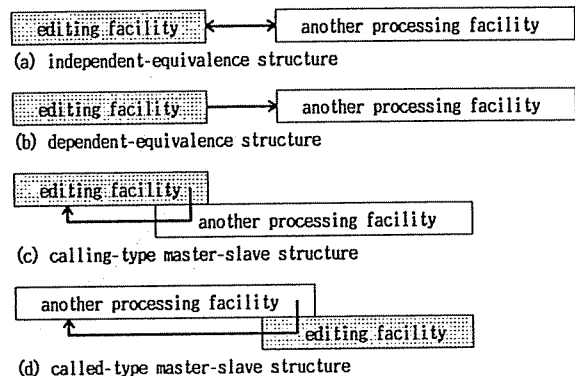 editing facility another processing facility
(a) independent-equivalence structure
editing facility another processing facility
(b) dependent-equivalence structure
editing facility
another processing facility
(c) calling-type master-slave structure
another processing facility
editing facility
(d) called-type master-slave structure